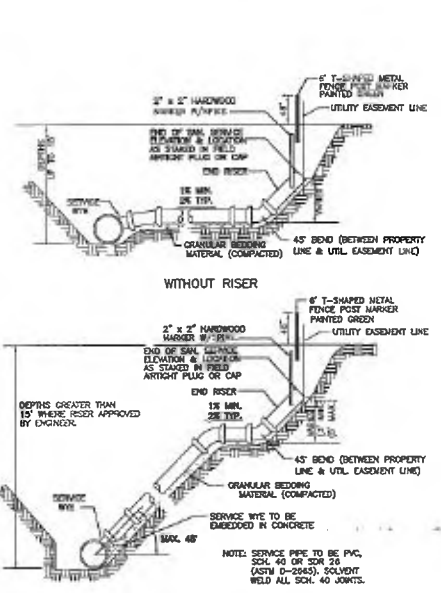 6' T-SHAPED METAL
FENCE POST MARKER
PAINTED GREEN
UTILITY EASEMENT LINE
2" x 2" HARDWOOD
MARKER W/SPIKE
END OF SAN. SERVICE
ELEVATION & LOCATION
AS STAKED IN FIELD
AIRTIGHT PLUG OR CAP
END RISER
DEPTHS
UP TO 15'
1% MIN.
2% TYP.
SERVICE
WYE
GRANULAR BEDDING
MATERIAL (COMPACTED)
45° BEND (BETWEEN PROPERTY
LINE & UTIL. EASEMENT LINE)
WITHOUT RISER
6' T-SHAPED METAL
FENCE POST MARKER
PAINTED GREEN
UTILITY EASEMENT LINE
2" x 2" HARDWOOD
MARKER W/SPIKE
END OF SAN. SERVICE
ELEVATION & LOCATION
AS STAKED IN FIELD
AIRTIGHT PLUG OR CAP
END RISER
1% MIN.
2% TYP.
DEPTHS GREATER THAN
15' WHERE RISER APPROVED
BY ENGINEER.
45° BEND (BETWEEN PROPERTY
LINE & UTIL. EASEMENT LINE)
GRANULAR BEDDING
MATERIAL (COMPACTED)
SERVICE
WYE
SERVICE WYE TO BE
EMBEDDED IN CONCRETE
MAX. 45°
NOTE: SERVICE PIPE TO BE PVC,
SCH. 40 OR SDR 26
(ASTM D-2665). SOLVENT
WELD ALL SCH. 40 JOINTS.